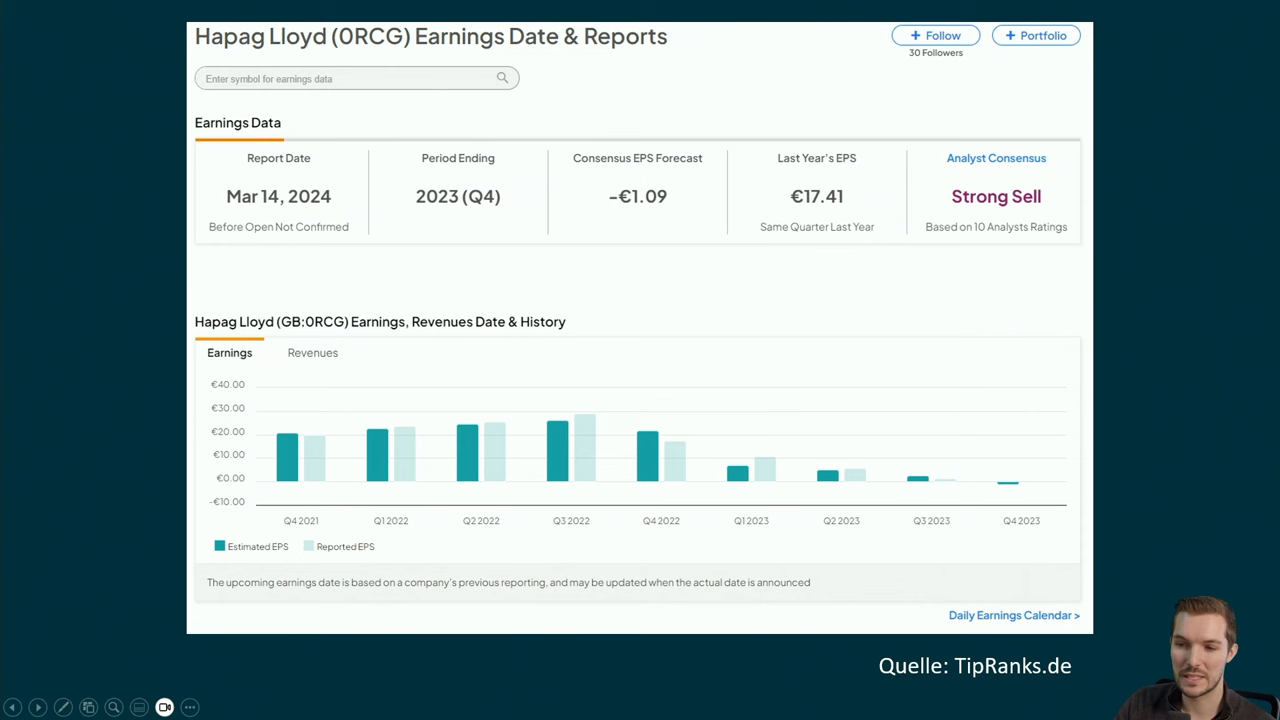 Hapag Lloyd (0RCG) Earnings Date & Reports
+ Follow
+ Portfolio
30 Followers
Enter symbol for earnings data
Earnings Data
Report Date
Mar 14, 2024
Before Open Not Confirmed
Period Ending
2023 (Q4)
Consensus EPS Forecast
-€1.09
Last Year's EPS
€17.41
Same Quarter Last Year
Analyst Consensus
Strong Sell
Based on 10 Analysts Ratings
Hapag Lloyd (GB:0RCG) Earnings, Revenues Date & History
Earnings
Revenues
€40.00
€30.00
€20.00
€10.00
€0.00
-€10.00
Q4 2021
Q1 2022
Q2 2022
Q3 2022
Q4 2022
Q1 2023
Q2 2023
Q3 2023
Q4 2023
Estimated EPS
Reported EPS
The upcoming earnings date is based on a company's previous reporting, and may be updated when the actual date is announced
Daily Earnings Calendar >
Quelle: TipRanks.de